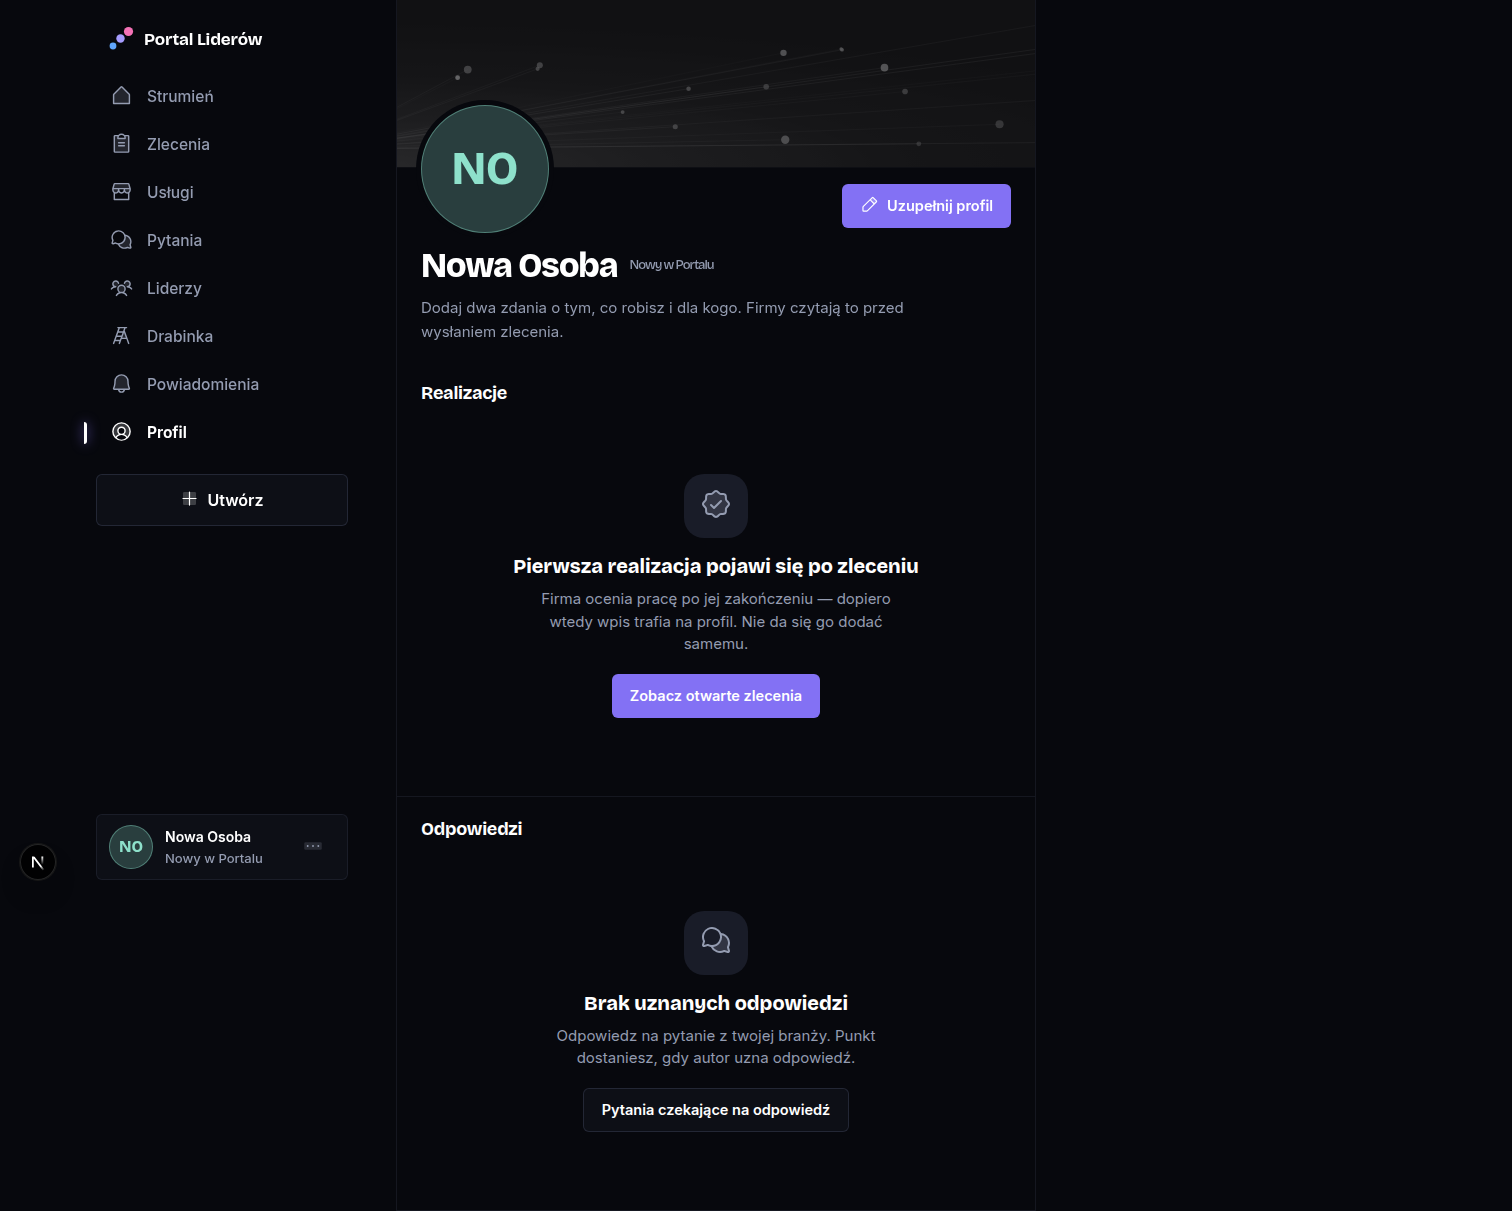 Portal Liderów
Strumień
Zlecenia
Usługi
Pytania
Liderzy
Drabinka
Powiadomienia
Profil
Utwórz
NO
Nowa Osoba
Nowy w Portalu
N
NO
Uzupełnij profil
Nowa Osoba Nowy w Portalu
Dodaj dwa zdania o tym, co robisz i dla kogo. Firmy czytają to przed
wysłaniem zlecenia.
Realizacje
Pierwsza realizacja pojawi się po zleceniu
Firma ocenia pracę po jej zakończeniu — dopiero
wtedy wpis trafia na profil. Nie da się go dodać
samemu.
Zobacz otwarte zlecenia
Odpowiedzi
Brak uznanych odpowiedzi
Odpowiedz na pytanie z twojej branży. Punkt
dostaniesz, gdy autor uzna odpowiedź.
Pytania czekające na odpowiedź